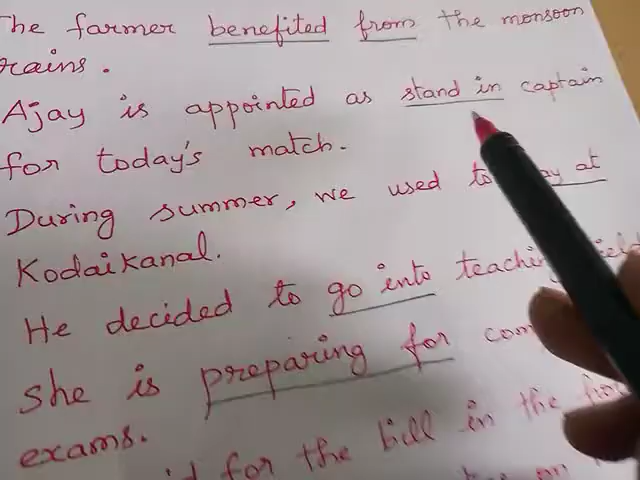 The farmer benefited from the monsoon
rains.
Ajay is appointed as stand in captain
for today's match.
During summer, we used to at
Kodaikanal.
He decided to go into
she is preparing for
exams.
for the bill in the
on